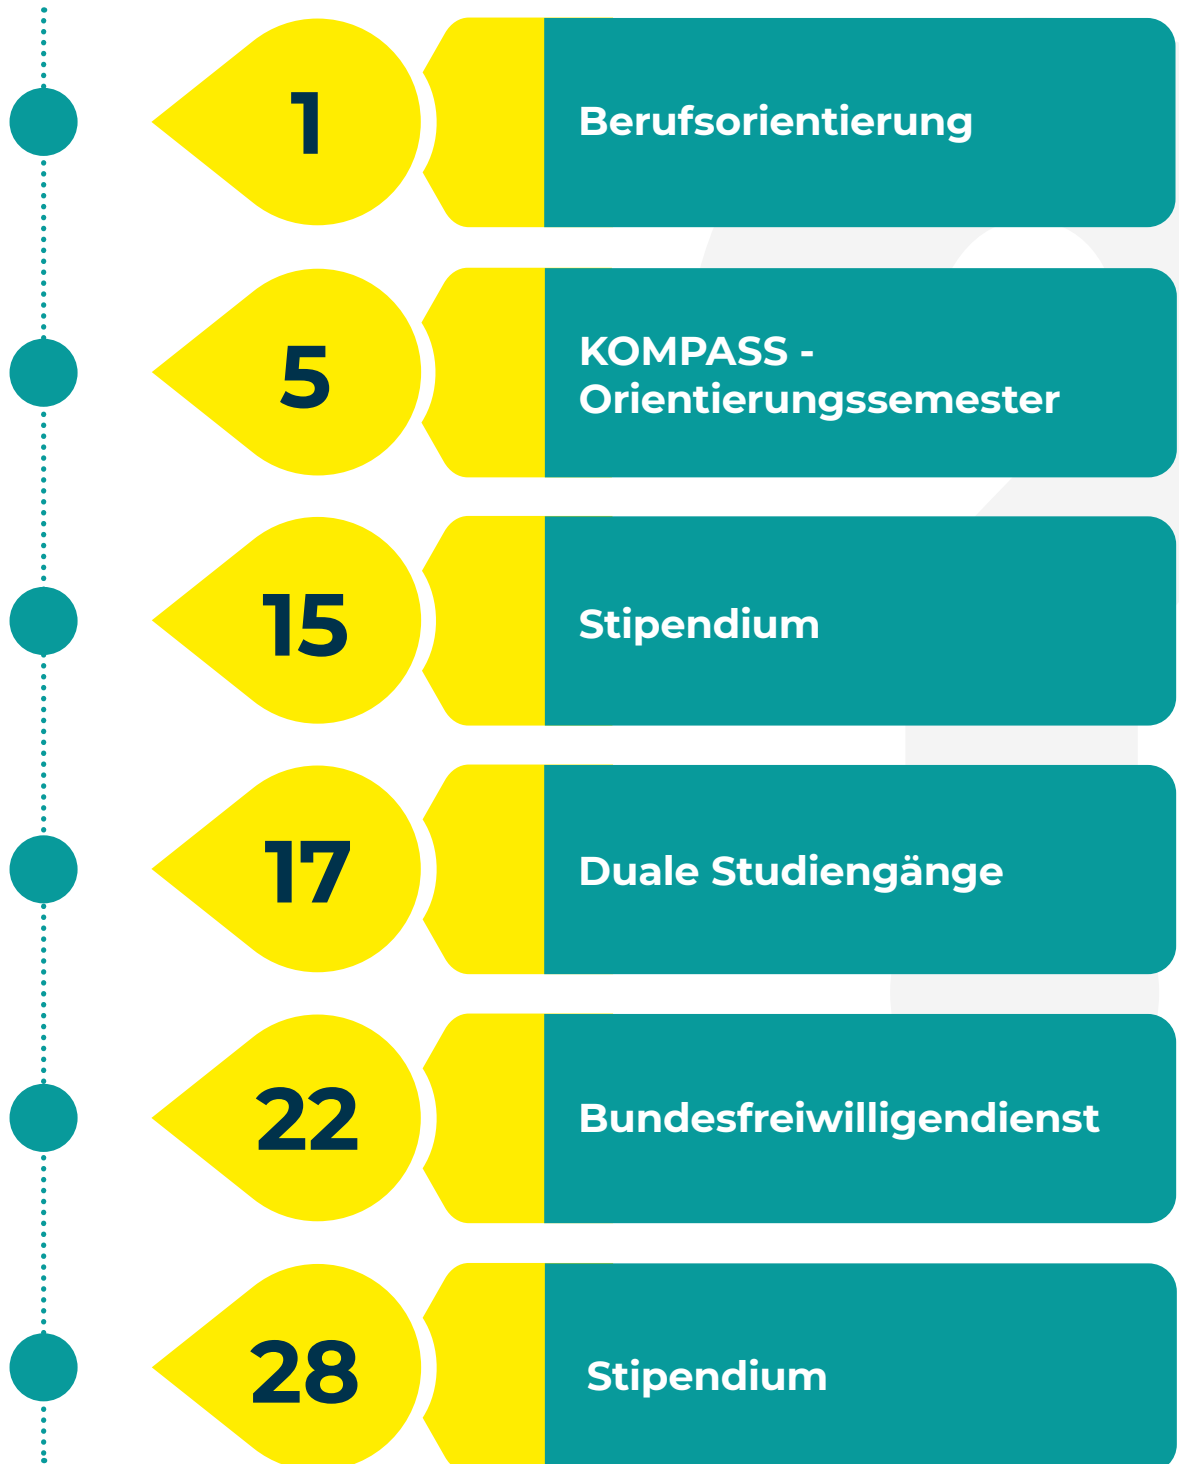 1
Berufsorientierung
5
KOMPASS -
Orientierungssemester
15
Stipendium
17
Duale Studiengänge
22
Bundesfreiwilligendienst
28
Stipendium